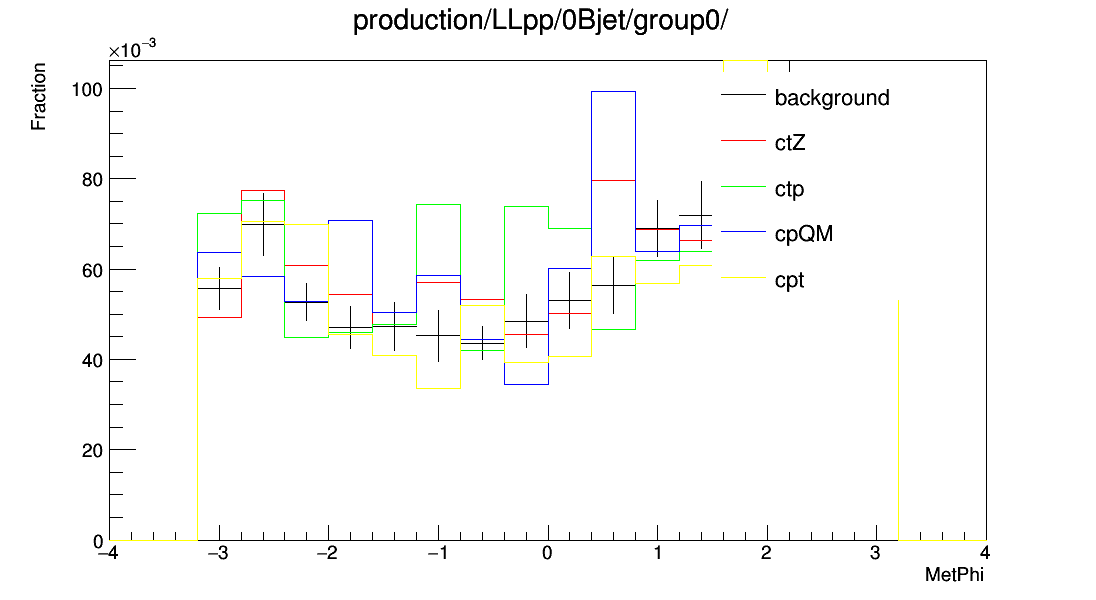 production/LLpp/0Bjet/group0/
×10⁻³
Fraction
100
80
60
40
20
0
background
ctZ
ctp
cpQM
cpt
−4 −3 −2 −1 0 1 2 3 4
MetPhi